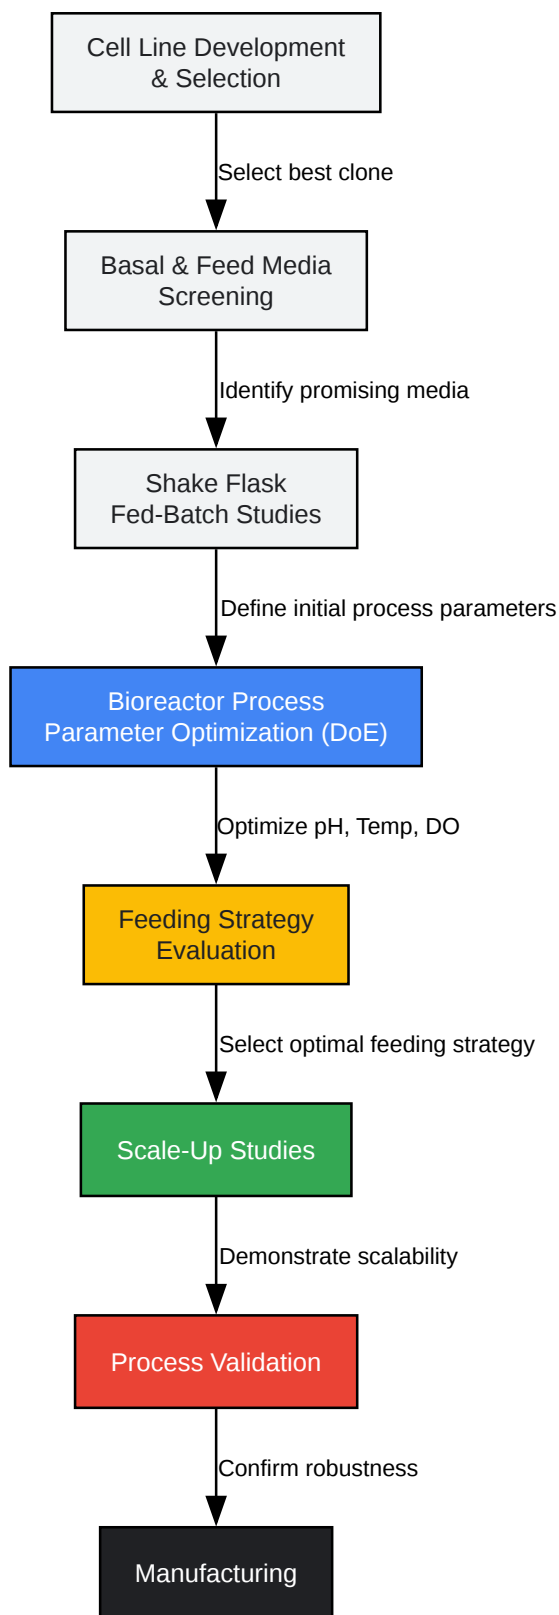 Cell Line Development
& Selection
Select best clone
Basal & Feed Media
Screening
Identify promising media
Shake Flask
Fed-Batch Studies
Define initial process parameters
Bioreactor Process
Parameter Optimization (DoE)
Optimize pH, Temp, DO
Feeding Strategy
Evaluation
Select optimal feeding strategy
Scale-Up Studies
Demonstrate scalability
Process Validation
Confirm robustness
Manufacturing